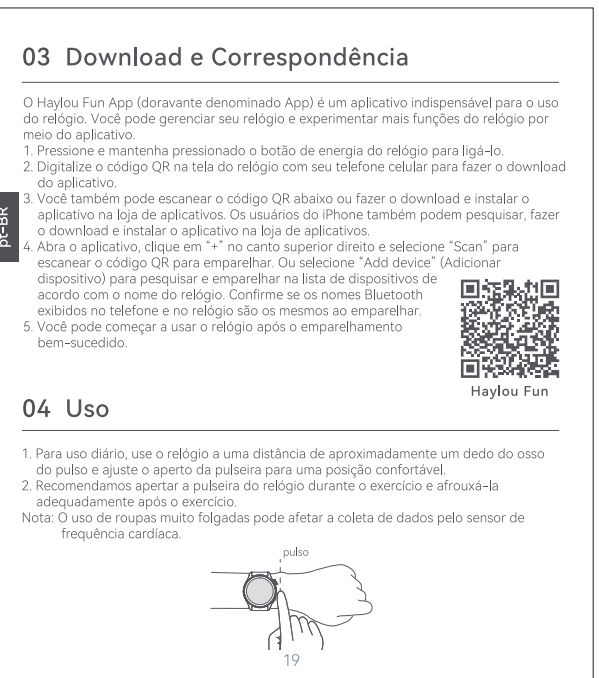 03 Download e Correspondência
O Haylou Fun App (doravante denominado App) é um aplicativo indispensável para o uso
do relógio. Você pode gerenciar seu relógio e experimentar mais funções do relógio por
meio do aplicativo.
1. Pressione e mantenha pressionado o botão de energia do relógio para ligá-lo.
2. Digitalize o código QR na tela do relógio com seu telefone celular para fazer o download
do aplicativo.
3. Você também pode escanear o código QR abaixo ou fazer o download e instalar o
aplicativo na loja de aplicativos. Os usuários do iPhone também podem pesquisar, fazer
o download e instalar o aplicativo na loja de aplicativos.
pt-BR
4. Abra o aplicativo, clique em “+” no canto superior direito e selecione “Scan” para
escanear o código QR para emparelhar. Ou selecione “Add device” (Adicionar
dispositivo) para pesquisar e emparelhar na lista de dispositivos de
acordo com o nome do relógio. Confirme se os nomes Bluetooth
exibidos no telefone e no relógio são os mesmos ao emparelhar.
5. Você pode começar a usar o relógio após o emparelhamento
bem-sucedido.
Haylou Fun
04 Uso
1. Para uso diário, use o relógio a uma distância de aproximadamente um dedo do osso
do pulso e ajuste o aperto da pulseira para uma posição confortável.
2. Recomendamos apertar a pulseira do relógio durante o exercício e afrouxá-la
adequadamente após o exercício.
Nota: O uso de roupas muito folgadas pode afetar a coleta de dados pelo sensor de
frequência cardíaca.
pulso
19